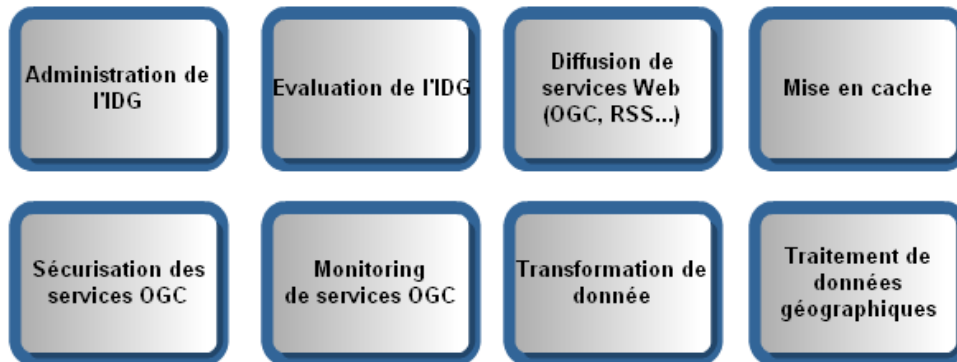 Administration de
l'IDG
Evaluation de l'IDG
Diffusion de
services Web
(OGC, RSS...)
Mise en cache
Sécurisation des
services OGC
Monitoring
de services OGC
Transformation de
donnée
Traitement de
données
géographiques